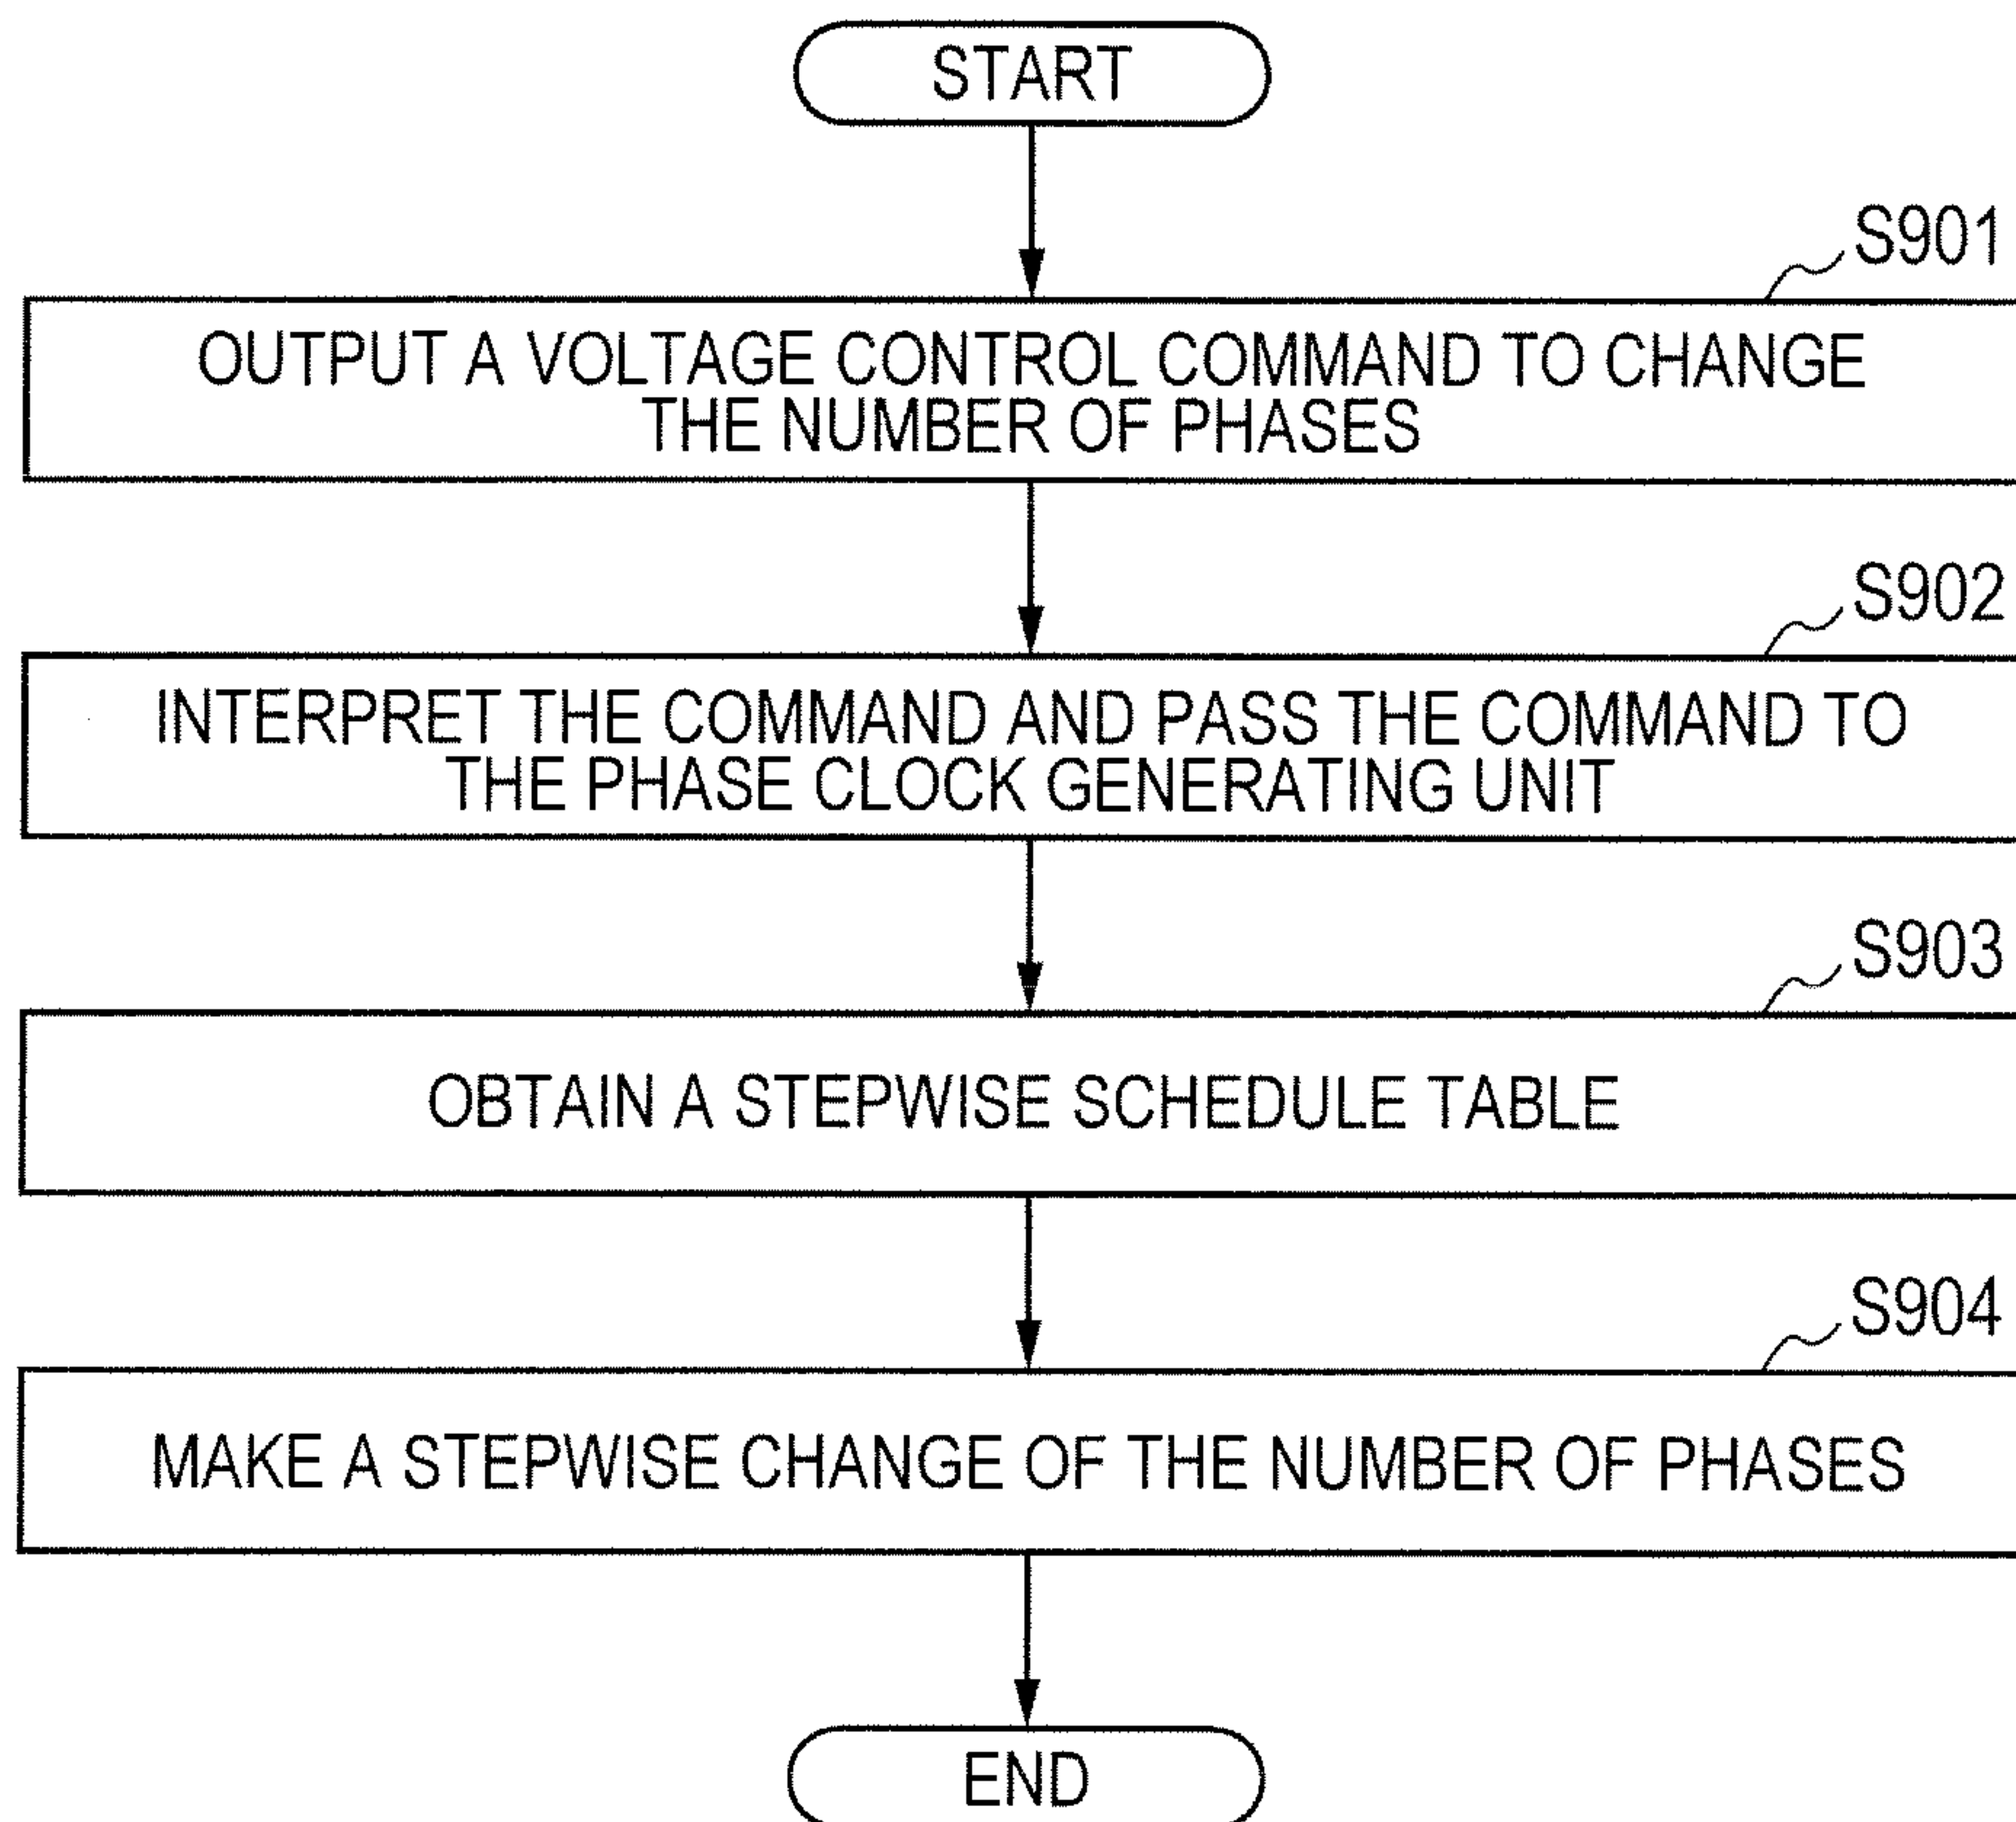 START
S901
OUTPUT A VOLTAGE CONTROL COMMAND TO CHANGE
THE NUMBER OF PHASES
S902
INTERPRET THE COMMAND AND PASS THE COMMAND TO
THE PHASE CLOCK GENERATING UNIT
S903
OBTAIN A STEPWISE SCHEDULE TABLE
S904
MAKE A STEPWISE CHANGE OF THE NUMBER OF PHASES
END